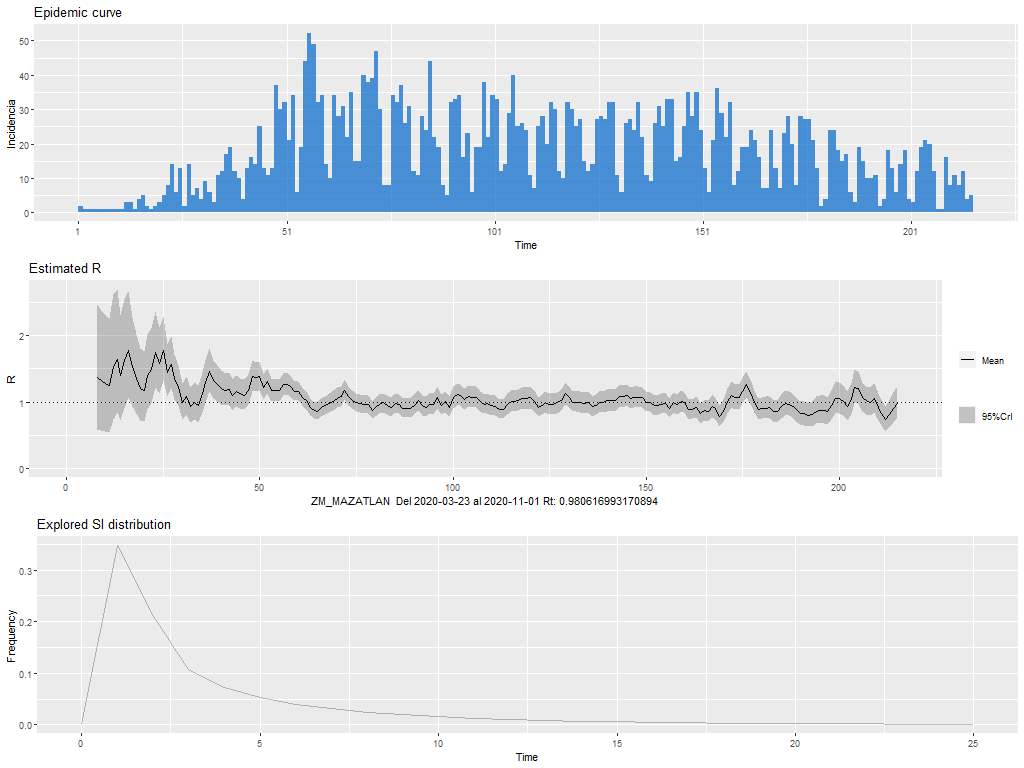 Epidemic curve
50
40
30
20
10
0
Incidencia
1
51
101
151
201
Time
Estimated R
2
1
0
R
0
50
100
150
200
ZM_MAZATLAN Del 2020-03-23 al 2020-11-01 Rt: 0.980616993170894
Mean
95%CrI
Explored SI distribution
0.3
0.2
0.1
0.0
Frequency
0
5
10
15
20
25
Time